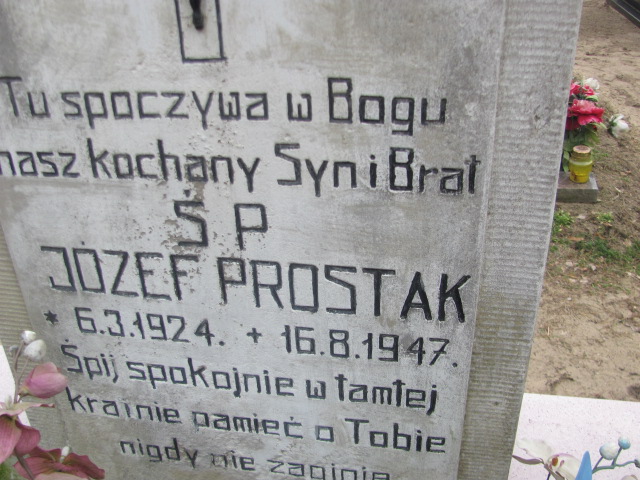 Tu spoczywa w Bogu
nasz kochany Syn i Brat
Ś P
JÓZEF PROSTAK
* 6.3.1924. + 16.8.1947.
Śpij spokojnie w tamtej
krainie pamięć o Tobie
nigdy nie zaginie